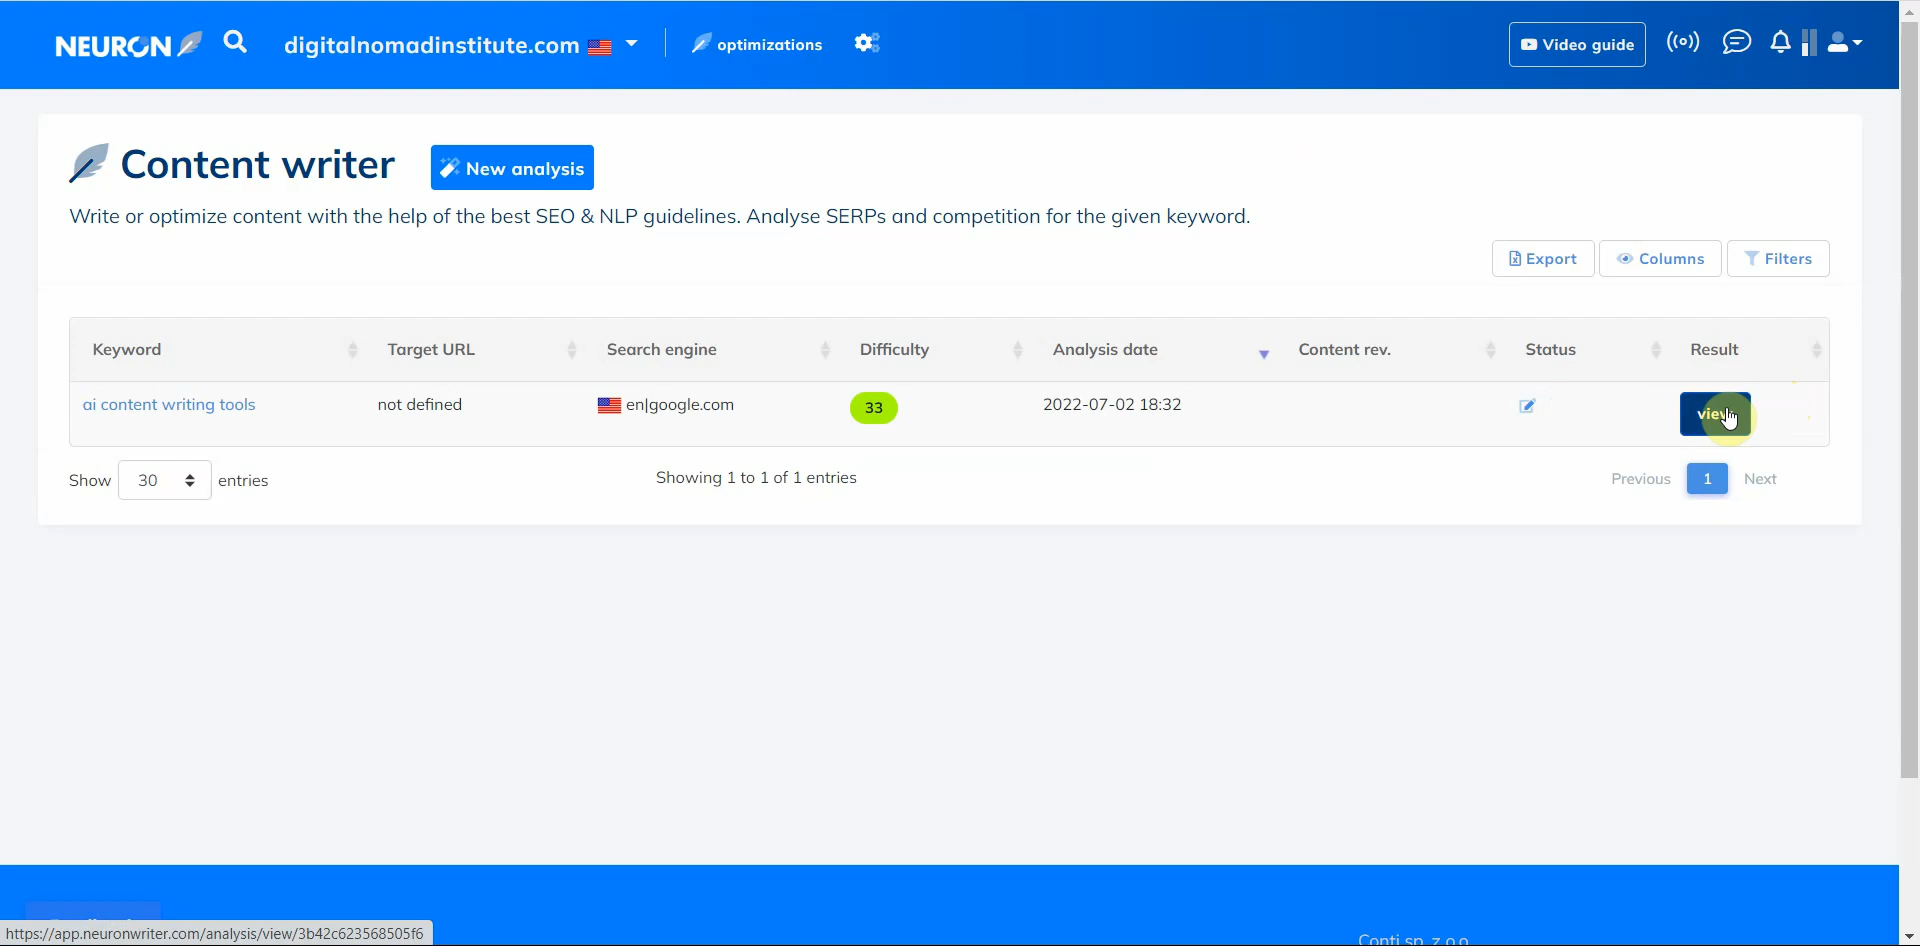 NEURON
digitalnomadinstitute.com
optimizations
Video guide
Content writer
New analysis
Write or optimize content with the help of the best SEO & NLP guidelines. Analyse SERPs and competition for the given keyword.
Export Columns Filters
Keyword Target URL Search engine Difficulty Analysis date Content rev. Status Result
ai content writing tools not defined en|google.com 33 2022-07-02 18:32 view
Show 30 entries Showing 1 to 1 of 1 entries Previous 1 Next
https://app.neuronwriter.com/analysis/view/3b42c623568505f6
Conti sp. z o.o.